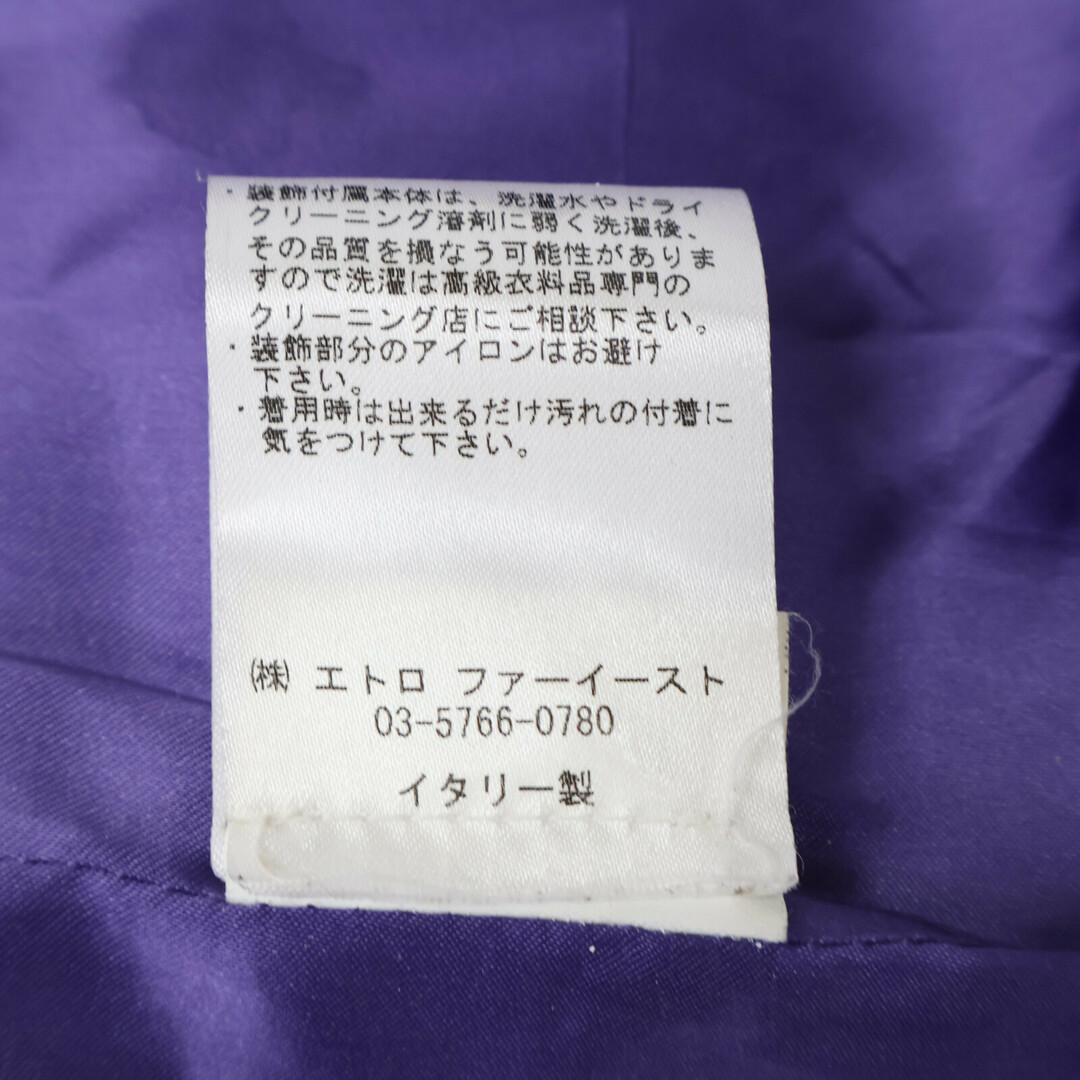 ・装飾付属本体は、洗濯水やドライ
クリーニング溶剤に弱く洗濯後、
その品質を損なう可能性がありま
すので洗濯は高級衣料品専門の
クリーニング店にご相談下さい。
・装飾部分のアイロンはお避け
下さい。
・着用時は出来るだけ汚れの付着に
気をつけて下さい。
㈱ エトロ ファーイースト
03-5766-0780
イタリー製